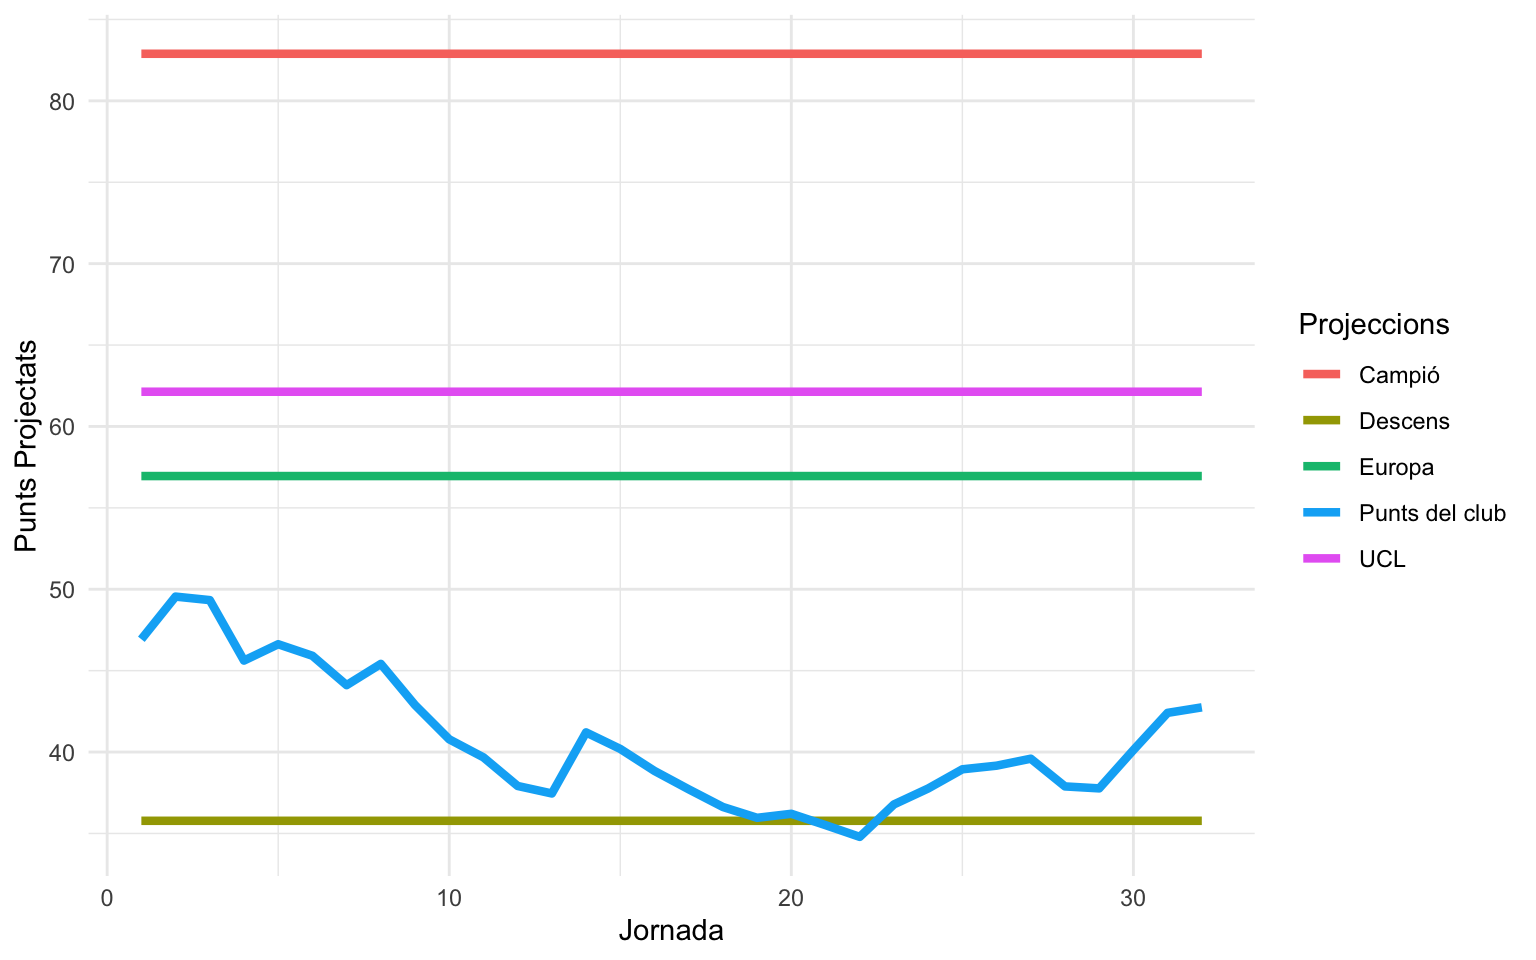 80
70
60
50
40
Punts Projectats
0
10
20
30
Jornada
Projeccions
Campió
Descens
Europa
Punts del club
UCL